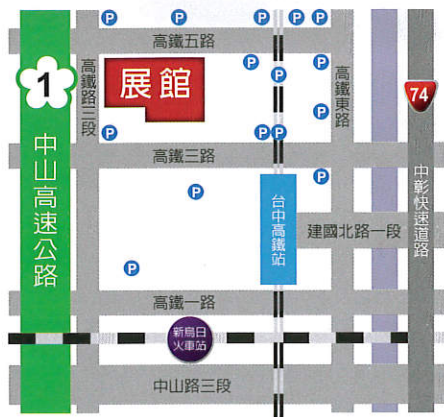 P P P P P
高鐵五路
1
高鐵路三段
展館
P
P
P
高鐵東路
74
P
P P P
高鐵三路
中山高速公路
P
P
台中高鐵站
中彰快速道路
建國北路一段
P
高鐵一路
新烏日
火車站
中山路三段